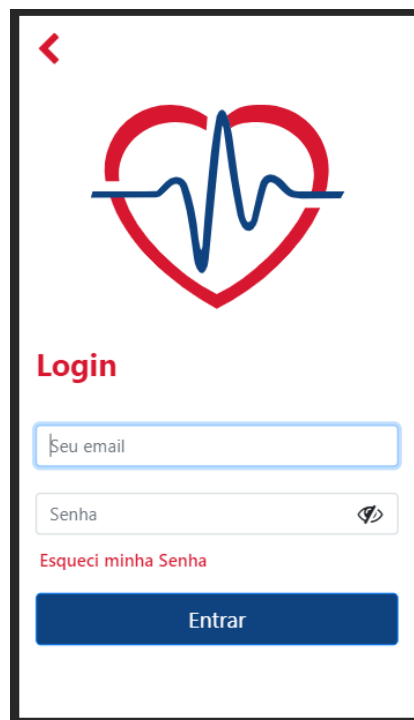 Login
Seu email
Senha
Esqueci minha Senha
Entrar